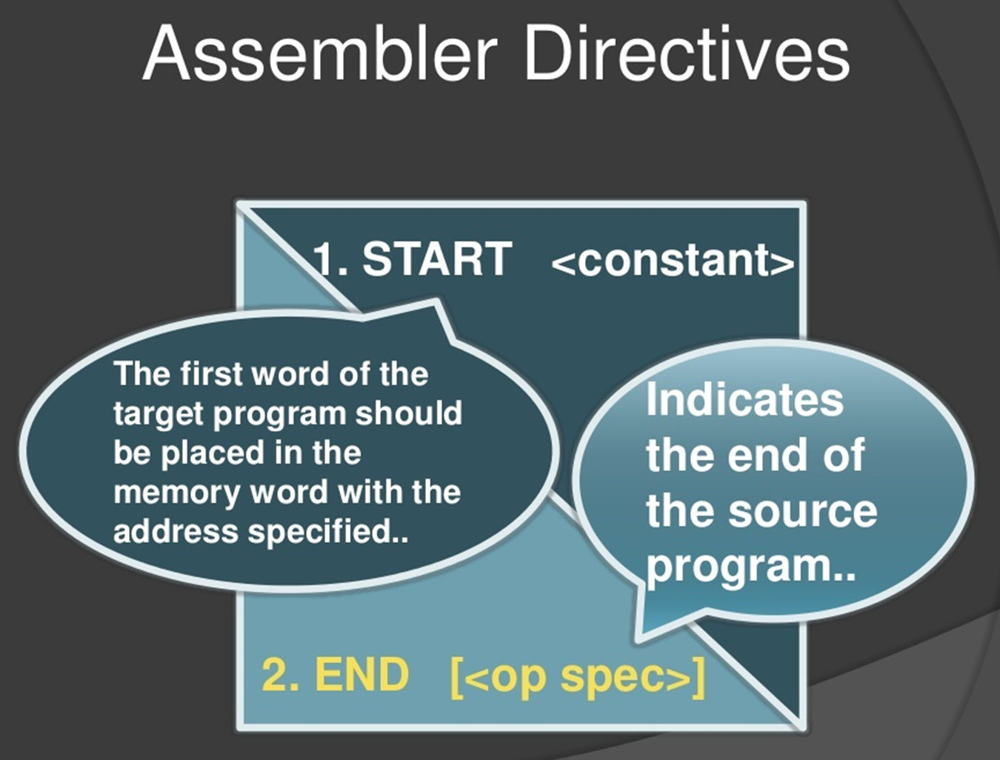 Assembler Directives
1. START <constant>
The first word of the
target program should
be placed in the
memory word with the
address specified..
Indicates
the end of
the source
program..
2. END [<op spec>]